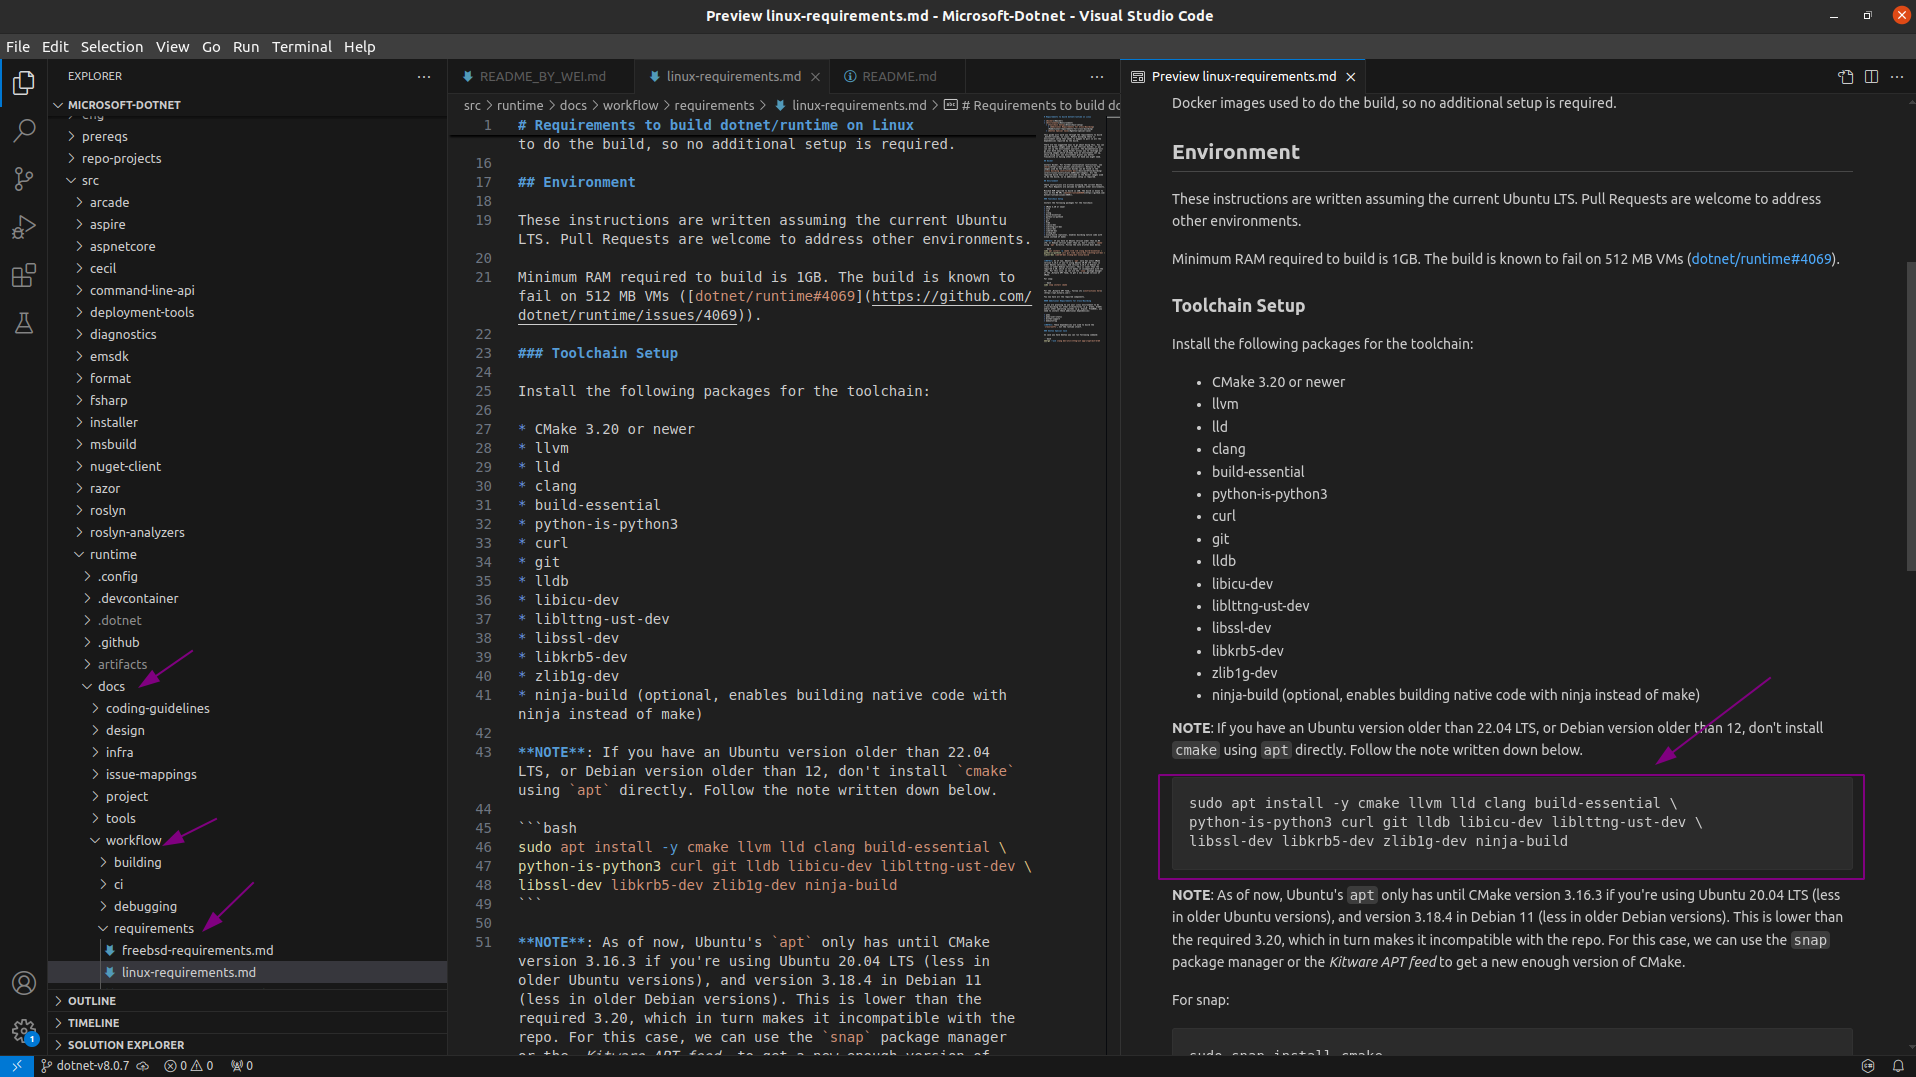 Preview linux-requirements.md - Microsoft-Dotnet - Visual Studio Code
File Edit Selection View Go Run Terminal Help
EXPLORER
MICROSOFT-DOTNET
eng
prereqs
repo-projects
src
arcade
aspire
aspnetcore
cecil
command-line-api
deployment-tools
diagnostics
emsdk
format
fsharp
installer
msbuild
nuget-client
razor
roslyn
roslyn-analyzers
runtime
.config
.devcontainer
.dotnet
.github
artifacts
docs
coding-guidelines
design
infra
issue-mappings
project
tools
workflow
building
ci
debugging
requirements
freebsd-requirements.md
linux-requirements.md
OUTLINE
TIMELINE
SOLUTION EXPLORER
README_BY_WEI.md
linux-requirements.md
README.md
src > runtime > docs > workflow > requirements > linux-requirements.md > # Requirements to build do
1 # Requirements to build dotnet/runtime on Linux
to do the build, so no additional setup is required.
16
17 ## Environment
18
19 These instructions are written assuming the current Ubuntu
LTS. Pull Requests are welcome to address other environments.
20
21 Minimum RAM required to build is 1GB. The build is known to
fail on 512 MB VMs ([dotnet/runtime#4069](https://github.com/
dotnet/runtime/issues/4069)).
22
23 ### Toolchain Setup
24
25 Install the following packages for the toolchain:
26
27 * CMake 3.20 or newer
28 * llvm
29 * lld
30 * clang
31 * build-essential
32 * python-is-python3
33 * curl
34 * git
35 * lldb
36 * libicu-dev
37 * liblttng-ust-dev
38 * libssl-dev
39 * libkrb5-dev
40 * zlib1g-dev
41 * ninja-build (optional, enables building native code with
ninja instead of make)
42
43 **NOTE**: If you have an Ubuntu version older than 22.04
LTS, or Debian version older than 12, don't install `cmake`
using `apt` directly. Follow the note written down below.
44
45 ```bash
46 sudo apt install -y cmake llvm lld clang build-essential \
47 python-is-python3 curl git lldb libicu-dev liblttng-ust-dev \
48 libssl-dev libkrb5-dev zlib1g-dev ninja-build
49 ```
50
51 **NOTE**: As of now, Ubuntu's `apt` only has until CMake
version 3.16.3 if you're using Ubuntu 20.04 LTS (less in
older Ubuntu versions), and version 3.18.4 in Debian 11
(less in older Debian versions). This is lower than the
required 3.20, which in turn makes it incompatible with the
repo. For this case, we can use the `snap` package manager
or the _Kitware APT feed_ to get a new enough version of
Preview linux-requirements.md
Docker images used to do the build, so no additional setup is required.
Environment
These instructions are written assuming the current Ubuntu LTS. Pull Requests are welcome to address
other environments.
Minimum RAM required to build is 1GB. The build is known to fail on 512 MB VMs (dotnet/runtime#4069).
Toolchain Setup
Install the following packages for the toolchain:
• CMake 3.20 or newer
• llvm
• lld
• clang
• build-essential
• python-is-python3
• curl
• git
• lldb
• libicu-dev
• liblttng-ust-dev
• libssl-dev
• libkrb5-dev
• zlib1g-dev
• ninja-build (optional, enables building native code with ninja instead of make)
NOTE: If you have an Ubuntu version older than 22.04 LTS, or Debian version older than 12, don't install
cmake using apt directly. Follow the note written down below.
sudo apt install -y cmake llvm lld clang build-essential \
python-is-python3 curl git lldb libicu-dev liblttng-ust-dev \
libssl-dev libkrb5-dev zlib1g-dev ninja-build
NOTE: As of now, Ubuntu's apt only has until CMake version 3.16.3 if you're using Ubuntu 20.04 LTS (less
in older Ubuntu versions), and version 3.18.4 in Debian 11 (less in older Debian versions). This is lower than
the required 3.20, which in turn makes it incompatible with the repo. For this case, we can use the snap
package manager or the Kitware APT feed to get a new enough version of CMake.
For snap:
sudo snap install cmake
1
dotnet-v8.0.7 0 0 0